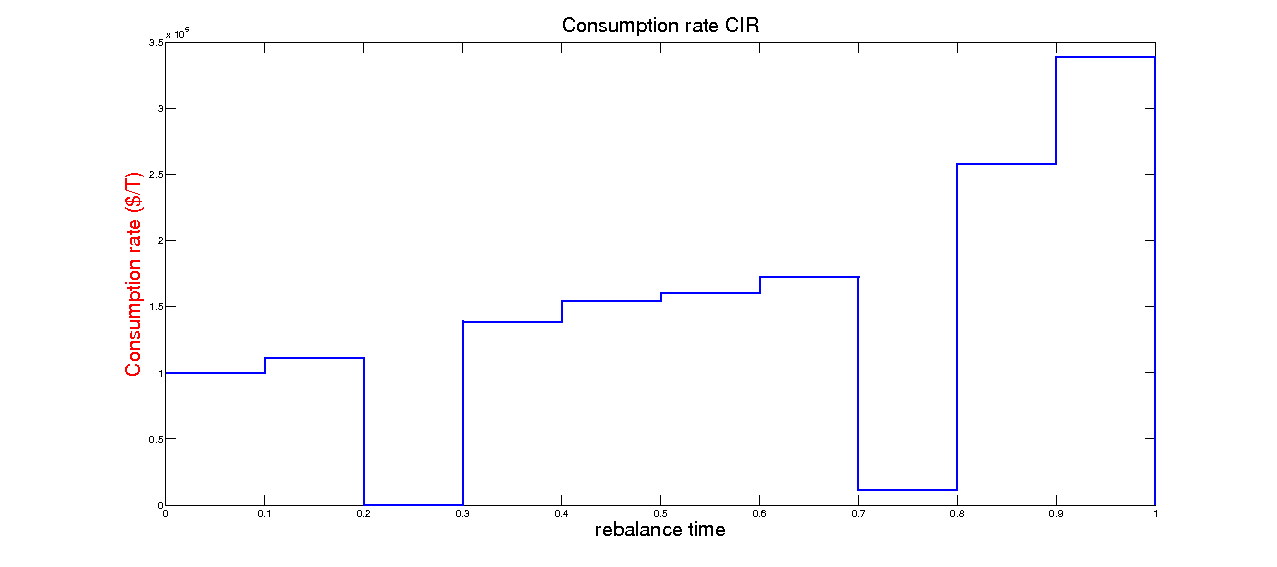 Consumption rate CIR
x 10^5
3.5
3
2.5
2
1.5
1
0.5
0
Consumption rate ($/T)
0 0.1 0.2 0.3 0.4 0.5 0.6 0.7 0.8 0.9 1
rebalance time